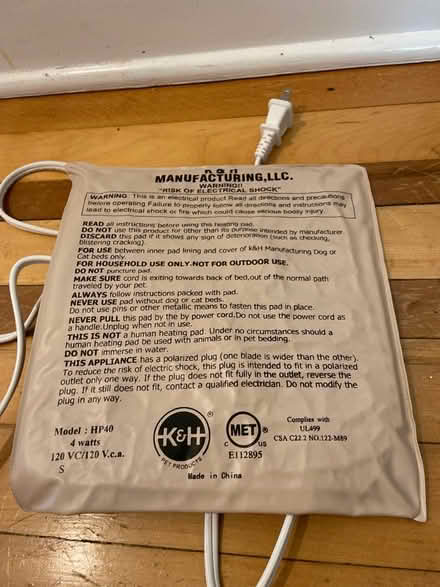 K&H
MANUFACTURING,LLC.
WARNING!!
"RISK OF ELECTRICAL SHOCK"
WARNING: This is an electrical product Read all directions and precautions
before operating Failure to properly follow all directions and instructions may
lead to electrical shock or fire which could cause serious bodily injury.
READ all instructions before using this heating pad.
DO NOT use this product for other than its purpose intended by manufacturer
DISCARD this pad if it shows any sign of deterioration (such as checking,
blistering cracking).
FOR USE between inner pad lining and cover of K&H Manufacturing Dog or
Cat beds only.
FOR HOUSEHOLD USE ONLY-NOT FOR OUTDOOR USE.
DO NOT puncture pad.
MAKE SURE cord is exiting towards back of bed,out of the normal path
traveled by your pet.
ALWAYS follow instructions packed with pad.
NEVER USE pad without dog or cat beds.
Do not use pins or other metallic means to fasten this pad in place.
NEVER PULL this pad by the by power cord.Do not use the power cord as
a handle.Unplug when not in use.
THIS IS NOT a human heating pad. Under no circumstances should a
human heating pad be used with animals or in pet bedding.
DO NOT immerse in water.
THIS APPLIANCE has a polarized plug (one blade is wider than the other).
To reduce the risk of electric shock, this plug is intended to fit in a polarized
outlet only one way. If the plug does not fit fully in the outlet, reverse the
plug. If it still does not fit, contact a qualified electridan. Do not modify the
plug in any way.
Model : HP40
4 watts
120 VC/120 V.c.a.
S
K&H
®
PET PRODUCTS
MET
®
C US
E112895
Complies with
UL499
CSA C22.2 NO.122-M89
Made in China